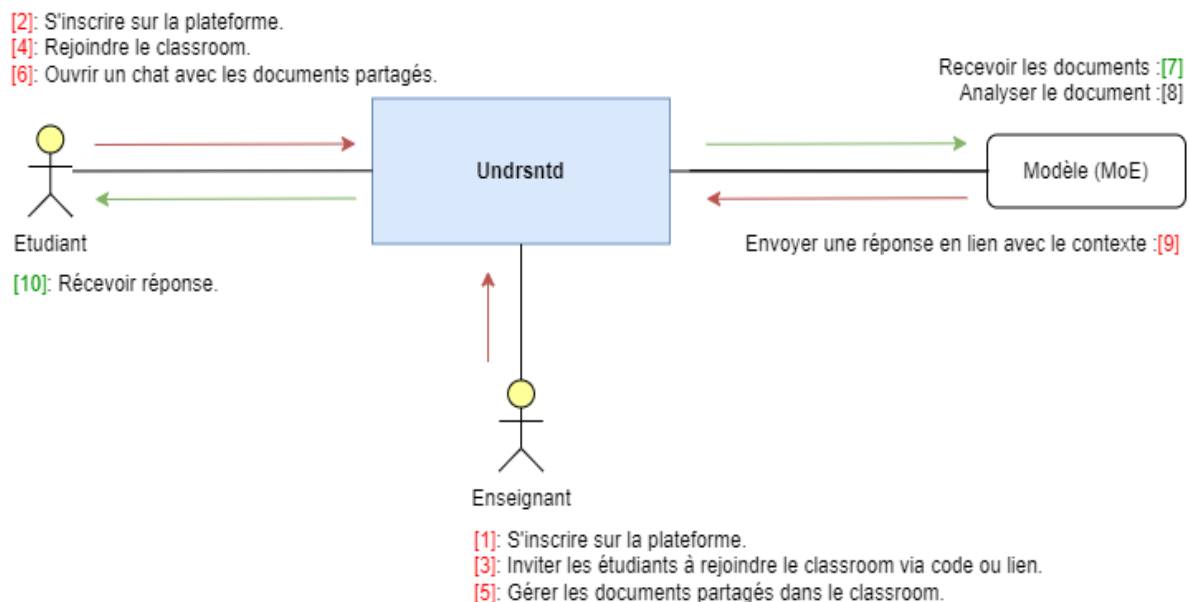 [2]: S'inscrire sur la plateforme.
[4]: Rejoindre le classroom.
[6]: Ouvrir un chat avec les documents partagés.
Recevoir les documents :[7]
Analyser le document :[8]
Undrsntd
Modèle (MoE)
Etudiant
Envoyer une réponse en lien avec le contexte :[9]
[10]: Récevoir réponse.
Enseignant
[1]: S'inscrire sur la plateforme.
[3]: Inviter les étudiants à rejoindre le classroom via code ou lien.
[5]: Gérer les documents partagés dans le classroom.